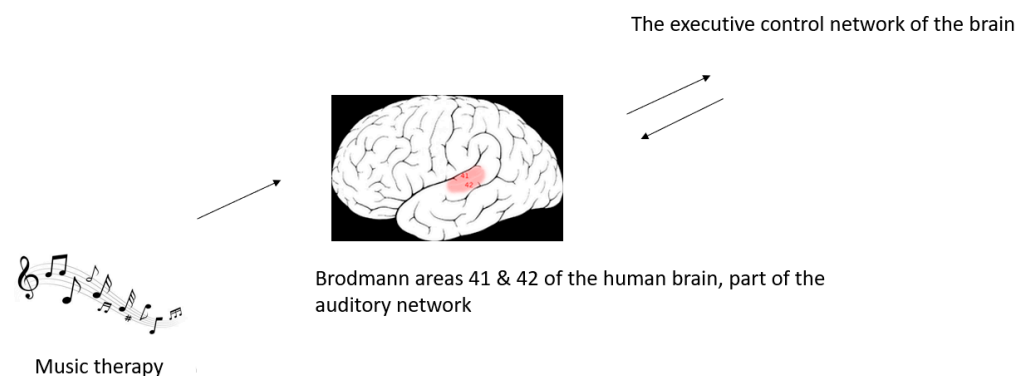 The executive control network of the brain
41
42
Brodmann areas 41 & 42 of the human brain, part of the
auditory network
Music therapy